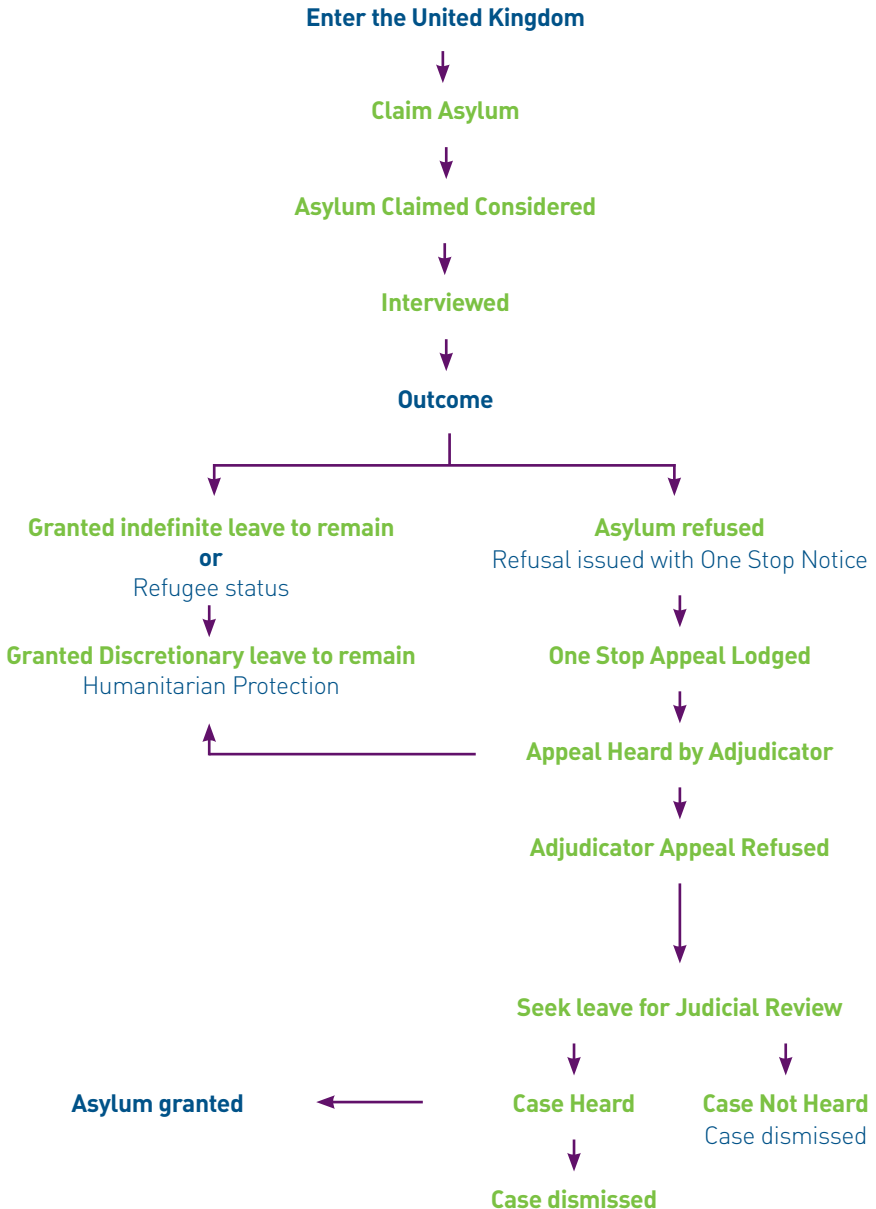 Enter the United Kingdom
Claim Asylum
Asylum Claimed Considered
Interviewed
Outcome
Granted indefinite leave to remain
or
Refugee status
Granted Discretionary leave to remain
Humanitarian Protection
Asylum refused
Refusal issued with One Stop Notice
One Stop Appeal Lodged
Appeal Heard by Adjudicator
Adjudicator Appeal Refused
Seek leave for Judicial Review
Asylum granted
Case Heard
Case Not Heard
Case dismissed
Case dismissed